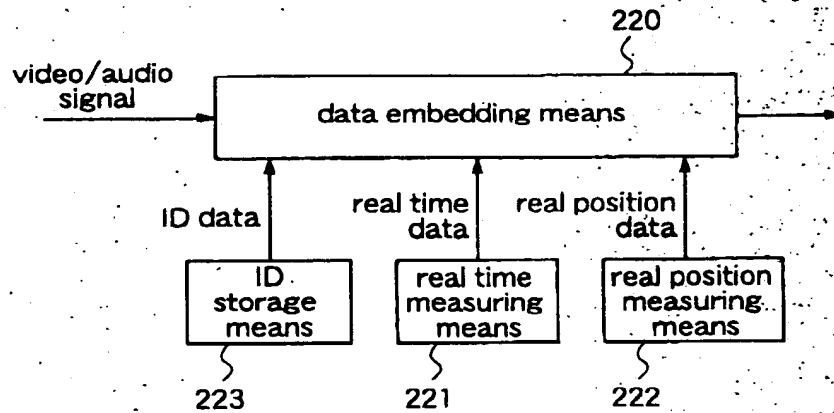 220
video/audio
signal
data embedding means
ID data
real time
data
real position
data
ID
storage
means
real time
measuring
means
real position
measuring
means
223
221
222